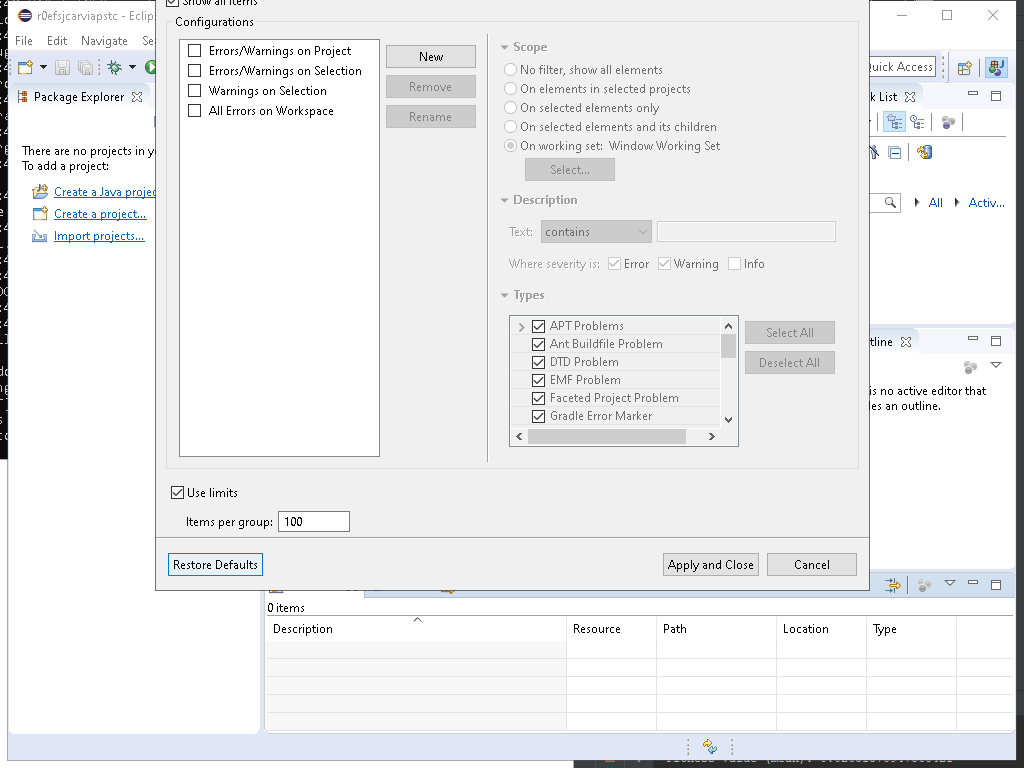 r0efsjcarviapstc - Eclip
Show all items
Configurations
File Edit Navigate Se
Quick Access
Package Explorer
k List
There are no projects in y
To add a project:
Create a Java projec
Create a project...
Import projects...
All Activ...
Errors/Warnings on Project
Errors/Warnings on Selection
Warnings on Selection
All Errors on Workspace
New
Remove
Rename
Scope
No filter, show all elements
On elements in selected projects
On selected elements only
On selected elements and its children
On working set: Window Working Set
Select...
Description
Text: contains
Where severity is: Error Warning Info
Types
APT Problems
Ant Buildfile Problem
DTD Problem
EMF Problem
Faceted Project Problem
Gradle Error Marker
Select All
Deselect All
tline
is no active editor that
des an outline.
Use limits
Items per group: 100
Restore Defaults
Apply and Close
Cancel
0 items
Description Resource Path Location Type